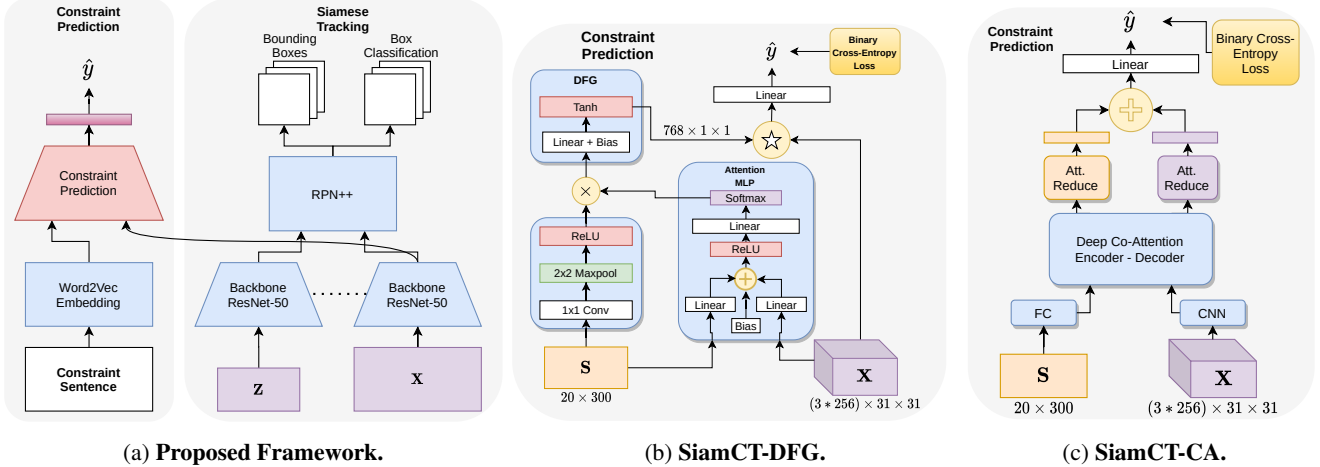 Constraint
Prediction
ŷ
Constraint
Prediction
Word2Vec
Embedding
Constraint
Sentence
Siamese
Tracking
Bounding
Boxes
Box
Classification
RPN++
Backbone
ResNet-50
Backbone
ResNet-50
z
x
(a) Proposed Framework.
Constraint
Prediction
ŷ
Binary
Cross-Entropy
Loss
DFG
Tanh
Linear + Bias
Linear
768 × 1 × 1
☆
×
Attention
MLP
Softmax
Linear
ReLU
+
Linear
Linear
Bias
ReLU
2x2 Maxpool
1x1 Conv
S
20 × 300
X
(3 * 256) × 31 × 31
(b) SiamCT-DFG.
Constraint
Prediction
ŷ
Binary Cross-
Entropy
Loss
Linear
+
Att.
Reduce
Att.
Reduce
Deep Co-Attention
Encoder - Decoder
FC
CNN
S
20 × 300
X
(3 * 256) × 31 × 31
(c) SiamCT-CA.